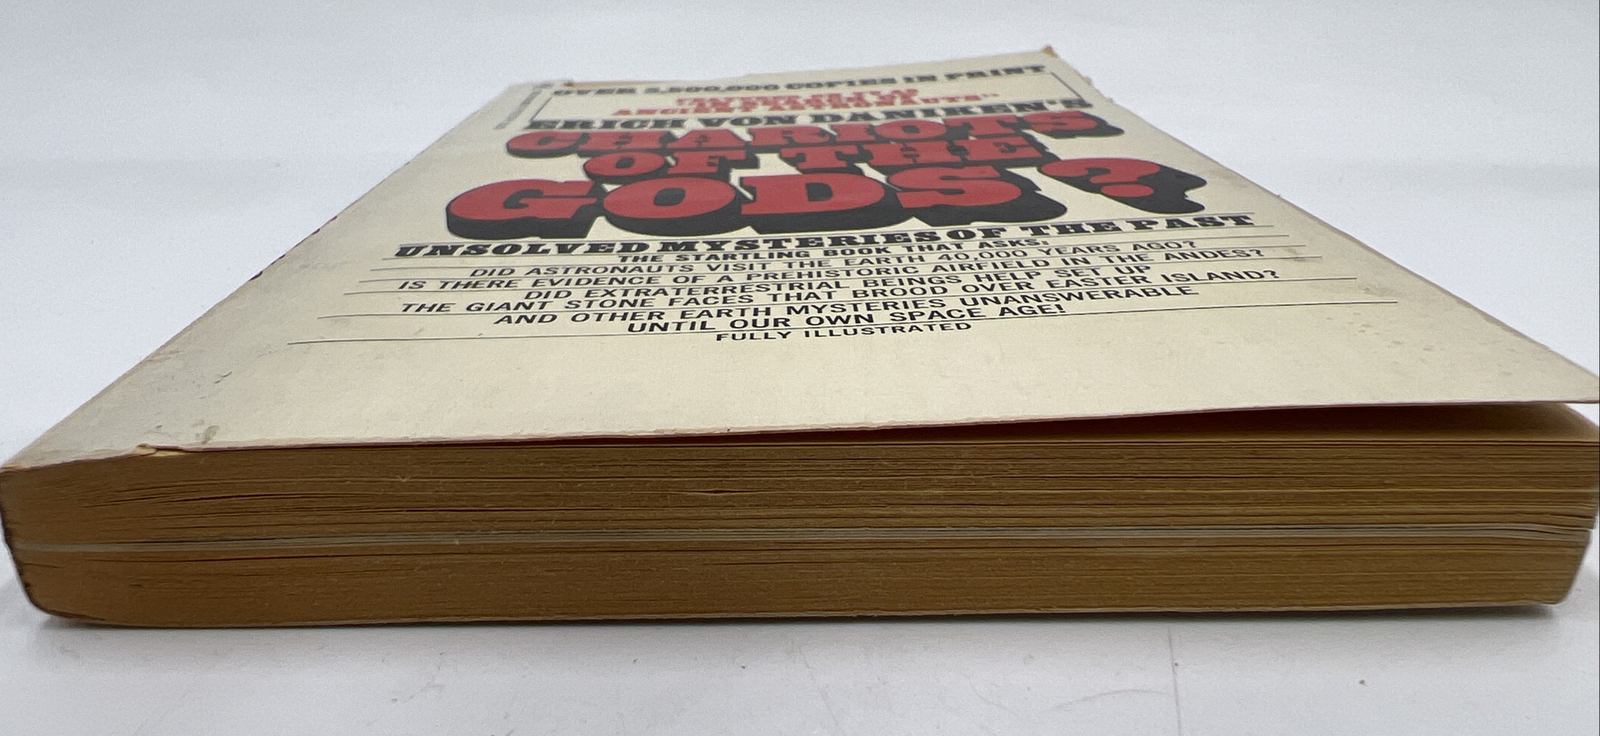 OVER 5,500,000 COPIES IN PRINT
ANCIENT ASTRONAUTS"
ERICH VON DANIKEN'S
CHARIOTS
OF THE
GODS?
UNSOLVED MYSTERIES OF THE PAST
THE STARTLING BOOK THAT ASKS:
DID ASTRONAUTS VISIT THE EARTH 40,000 YEARS AGO?
IS THERE EVIDENCE OF A PREHISTORIC AIRFIELD IN THE ANDES?
DID EXTRATERRESTRIAL BEINGS HELP SET UP
THE GIANT STONE FACES THAT BROOD OVER EASTER ISLAND?
AND OTHER EARTH MYSTERIES UNANSWERABLE
UNTIL OUR OWN SPACE AGE!
FULLY ILLUSTRATED